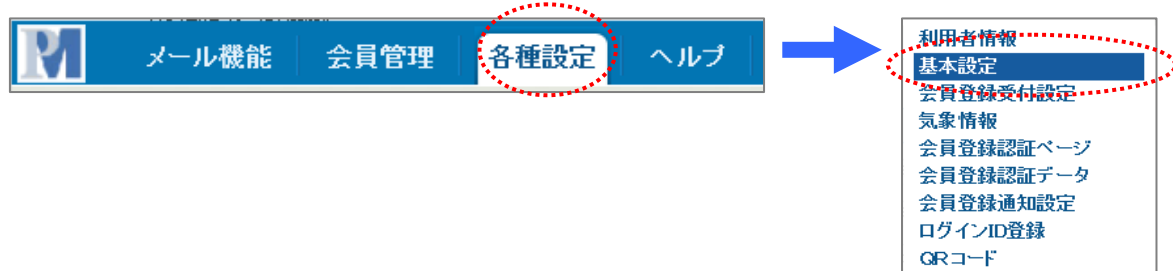 PM メール機能 会員管理 各種設定 ヘルプ
利用者情報
基本設定
会員登録受付設定
気象情報
会員登録認証ページ
会員登録認証データ
会員登録通知設定
ログインID登録
QRコード